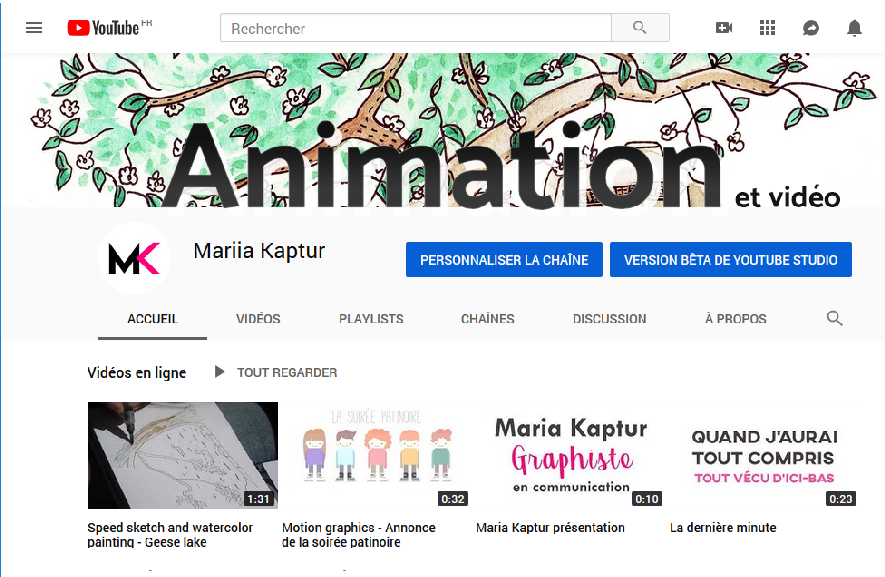 YouTube FR
Rechercher
Animation
et vidéo
MK
Mariia Kaptur
PERSONNALISER LA CHAÎNE
VERSION BÊTA DE YOUTUBE STUDIO
ACCUEIL
VIDÉOS
PLAYLISTS
CHAÎNES
DISCUSSION
À PROPOS
Vidéos en ligne
TOUT REGARDER
1:31
Speed sketch and watercolor
painting - Geese lake
LA SOIRÉE PATINOIRE
0:32
Motion graphics - Annonce
de la soirée patinoire
Maria Kaptur
Graphiste
en communication
0:10
Maria Kaptur présentation
QUAND J'AURAI
TOUT COMPRIS
TOUT VÉCU D'ICI-BAS
0:23
La dernière minute